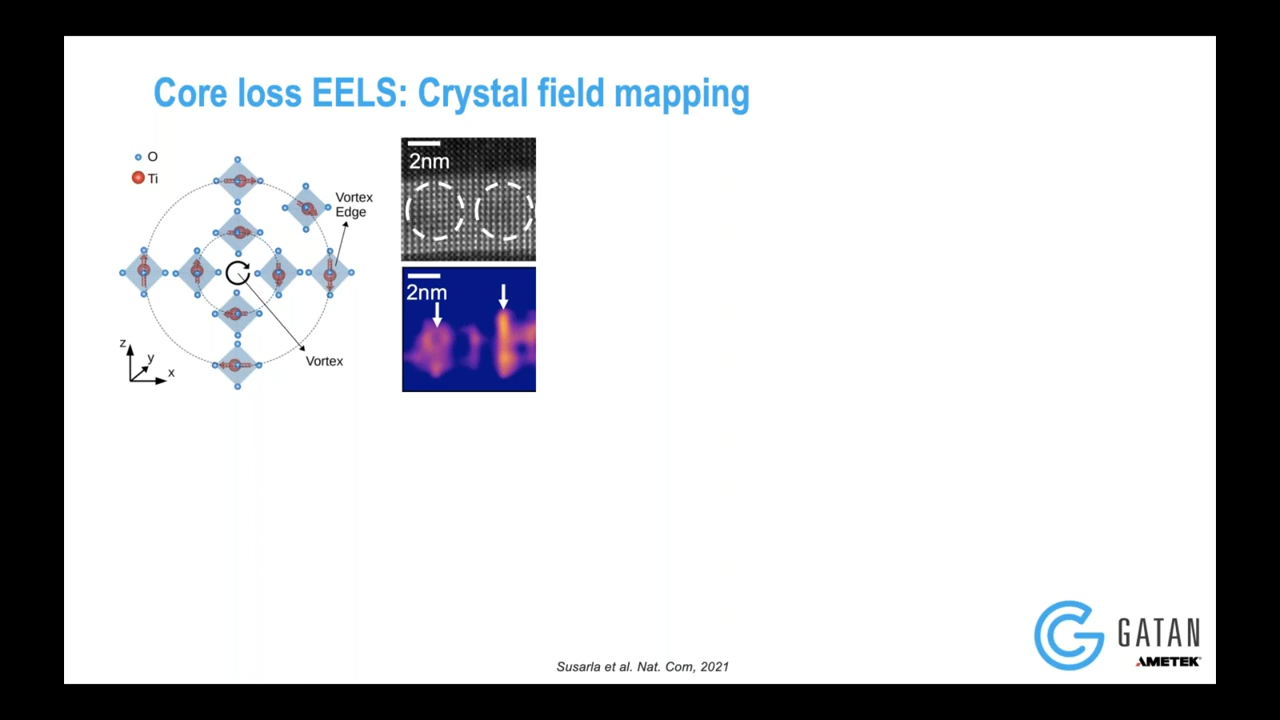 Core loss EELS: Crystal field mapping
O
Ti
Vortex
Edge
Vortex
z
y
x
2nm
2nm
Susarla et al. Nat. Com, 2021
GATAN
AMETEK